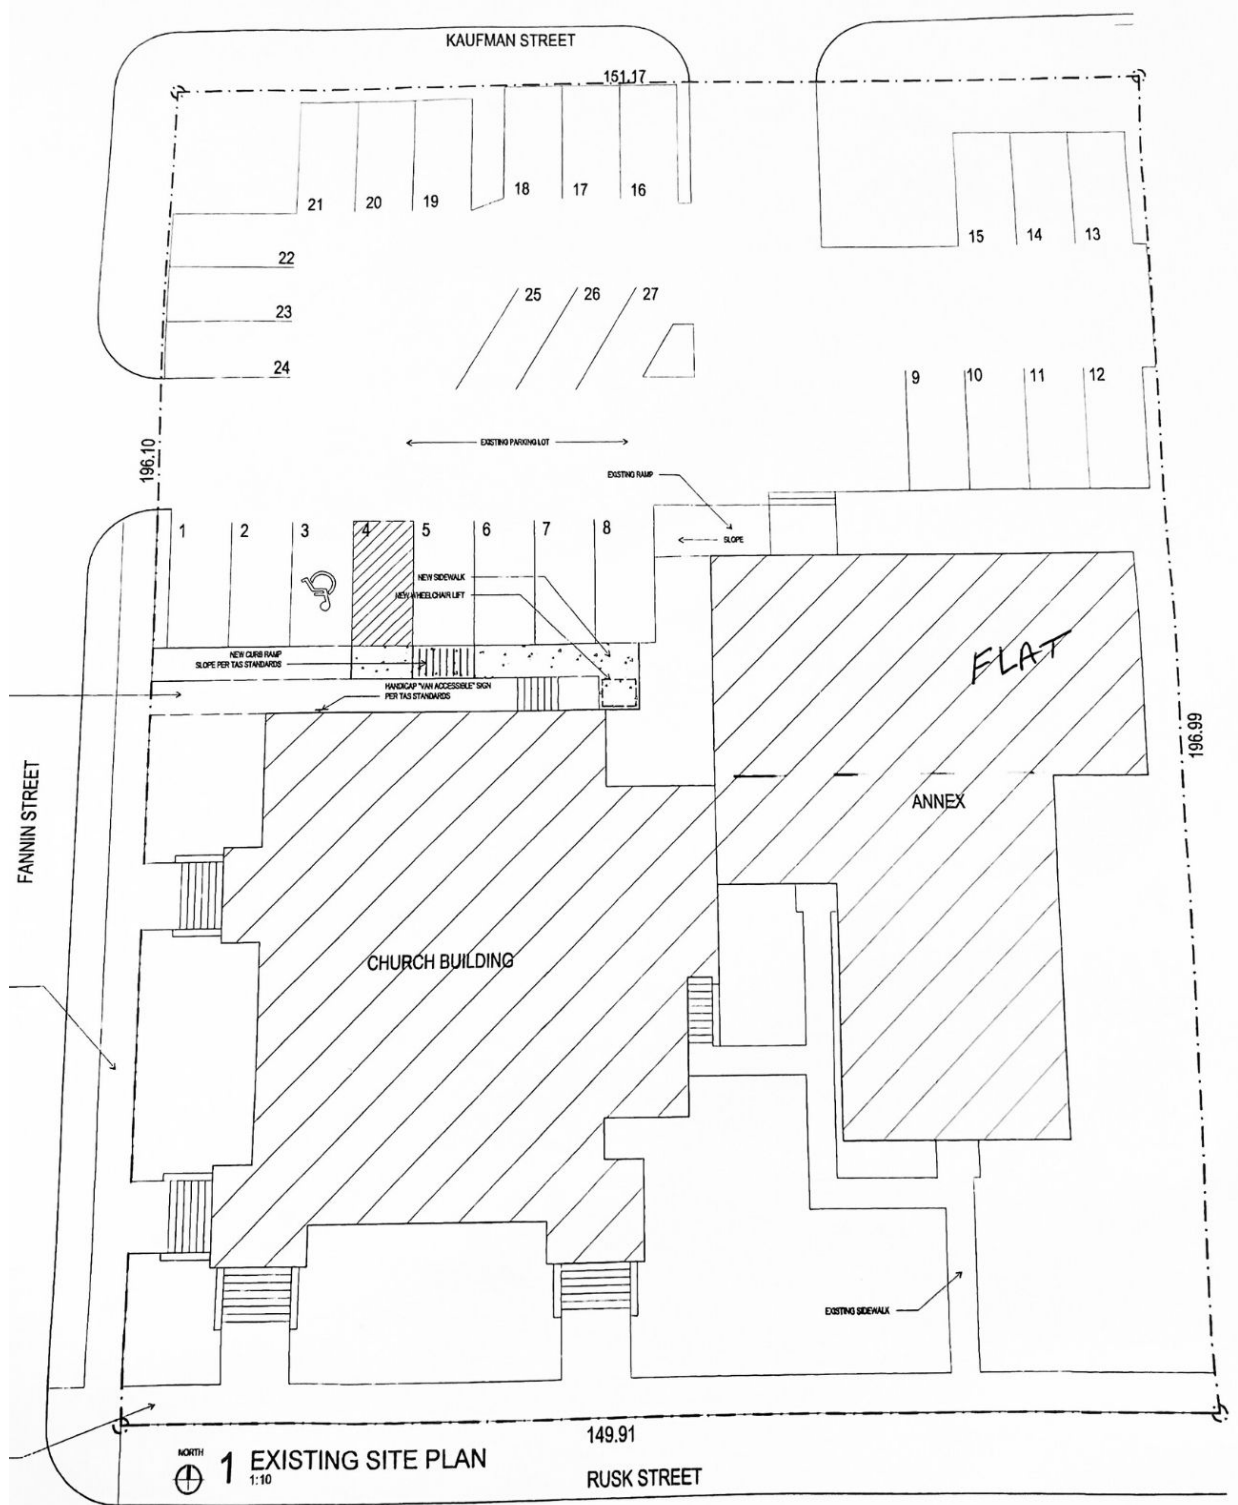 KAUFMAN STREET
151.17
21
20
19
18
17
16
15
14
13
22
23
24
25
26
27
9
10
11
12
EXISTING PARKING LOT
196.10
EXISTING RAMP
SLOPE
1
2
3
4
5
6
7
8
NEW SIDEWALK
NEW WHEELCHAIR LIFT
NEW CURB RAMP
SLOPE PER TAS STANDARDS
HANDICAP "VAN ACCESSIBLE" SIGN
PER TAS STANDARDS
FLAT
196.99
FANNIN STREET
ANNEX
CHURCH BUILDING
EXISTING SIDEWALK
149.91
NORTH
1 EXISTING SITE PLAN
1:10
RUSK STREET